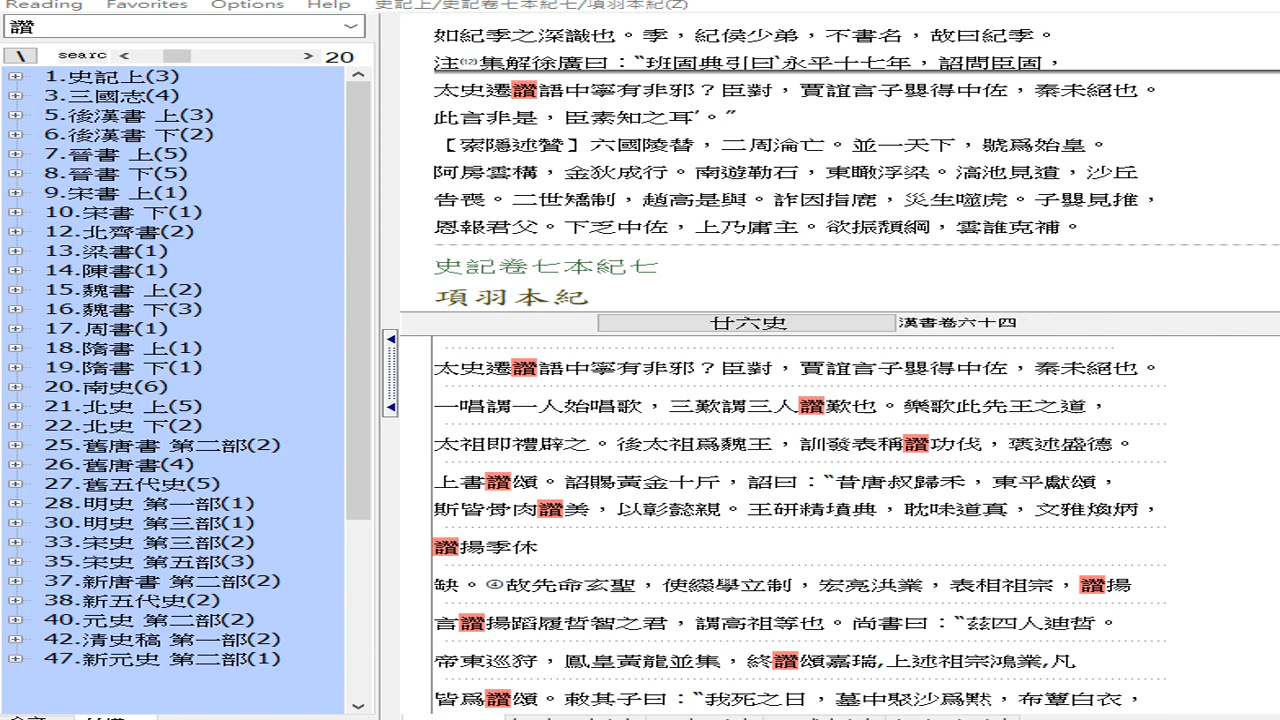 Reading Favorites Options Help 史記上/史記卷七本紀七/項羽本紀(Z)
讚
\ searc < > 20
1.史記上(3)
3.三國志(4)
5.後漢書 上(3)
6.後漢書 下(2)
7.晉書 上(5)
8.晉書 下(5)
9.宋書 上(1)
10.宋書 下(1)
12.北齊書(2)
13.梁書(1)
14.陳書(1)
15.魏書 上(2)
16.魏書 下(3)
17.周書(1)
18.隋書 上(1)
19.隋書 下(1)
20.南史(6)
21.北史 上(5)
22.北史 下(2)
25.舊唐書 第二部(2)
26.舊唐書(4)
27.舊五代史(5)
28.明史 第一部(1)
30.明史 第三部(1)
33.宋史 第三部(2)
35.宋史 第五部(3)
37.新唐書 第二部(2)
38.新五代史(2)
40.元史 第二部(2)
42.清史稿 第一部(2)
47.新元史 第二部(1)
如紀季之深識也。季，紀侯少弟，不書名，故曰紀季。
注⑿集解徐廣曰：“班固典引曰‘永平十七年，詔問臣固，
太史遷讚語中寧有非邪？臣對，賈誼言子嬰得中佐，秦未絕也。
此言非是，臣素知之耳’。”
【索隱述贊】六國陵替，二周淪亡。並一天下，號爲始皇。
阿房雲構，金狄成行。南遊勒石，東瞰浮梁。滈池見遺，沙丘
告喪。二世矯制，趙高是與。詐因指鹿，災生噬虎。子嬰見推，
恩報君父。下乏中佐，上乃庸主。欲振頹綱，雲誰克補。
史記卷七本紀七
項羽本紀
廿六史 漢書卷六十四
太史遷讚語中寧有非邪？臣對，賈誼言子嬰得中佐，秦未絕也。
一唱謂一人始唱歌，三歎謂三人讚歎也。樂歌此先王之道，
太祖即禮辟之。後太祖爲魏王，訓發表稱讚功伐，褒述盛德。
上書讚頌。詔賜黃金十斤，詔曰：“昔唐叔歸禾，東平獻頌，
斯皆骨肉讚美，以彰懿親。王研精墳典，耽味道真，文雅煥炳，
讚揚季休
缺。④故先命玄聖，使綴學立制，宏亮洪業，表相祖宗，讚揚
言讚揚蹈履哲智之君，謂高祖等也。尚書曰：“茲四人迪哲。
帝東巡狩，鳳皇黃龍並集，終讚頌嘉瑞,上述祖宗鴻業,凡
皆爲讚頌。敕其子曰：“我死之日，墓中聚沙爲默，布簟白衣，